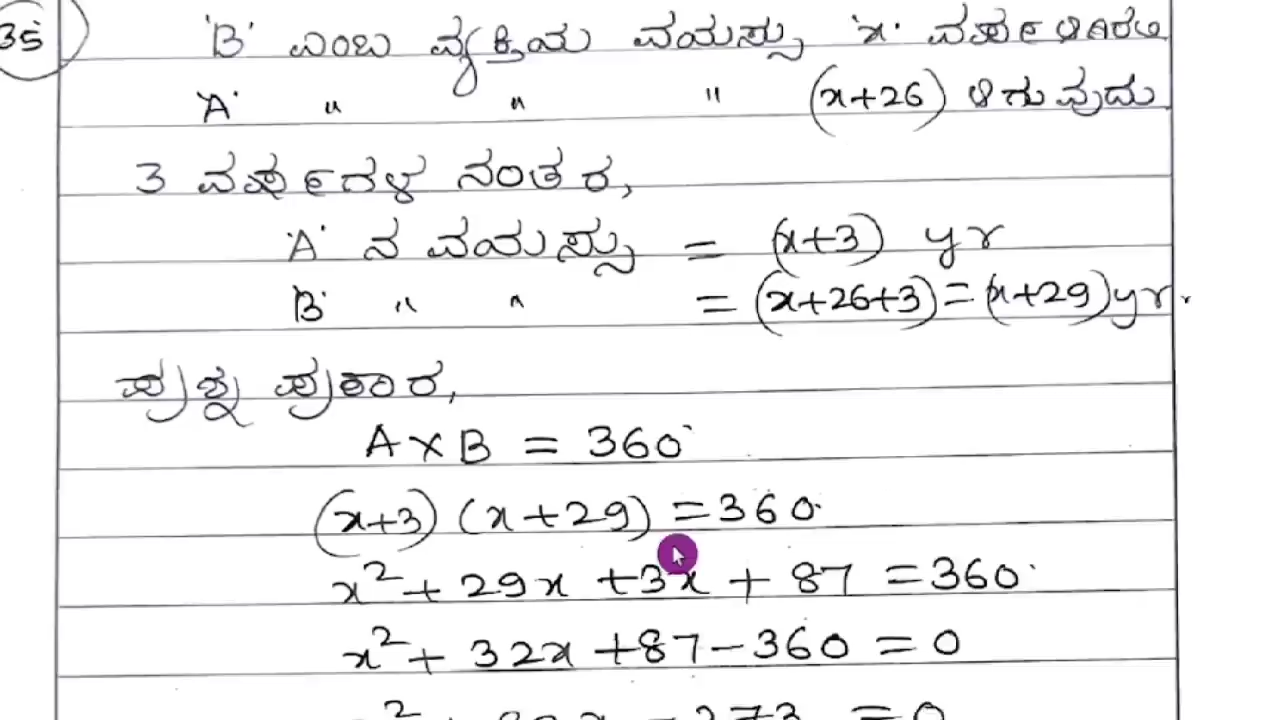 35
'B' ಎಂಬ ವ್ಯಕ್ತಿಯ ವಯಸ್ಸು 'x' ವರ್ಷಗಳಾಗಿರಲಿ
'A' " " " (x+26) ಆಗುವುದು
3 ವರ್ಷಗಳ ನಂತರ,
'A' ನ ವಯಸ್ಸು = (x+3) yr
B " " = (x+26+3) = (x+29) yr.
ಪ್ರಶ್ನ ಪ್ರಕಾರ,
A × B = 360
(x+3) (x+29) = 360
x² + 29x + 3x + 87 = 360
x² + 32x + 87 - 360 = 0